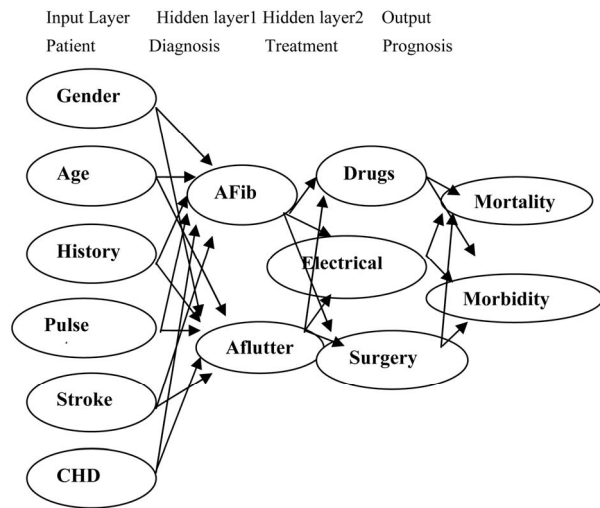 Input Layer Hidden layer1 Hidden layer2 Output
Patient Diagnosis Treatment Prognosis
Gender
Age
History
Pulse
Stroke
CHD
AFib
Aflutter
Drugs
Electrical
Surgery
Mortality
Morbidity